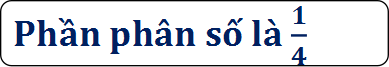 Phần phân số là 1/4